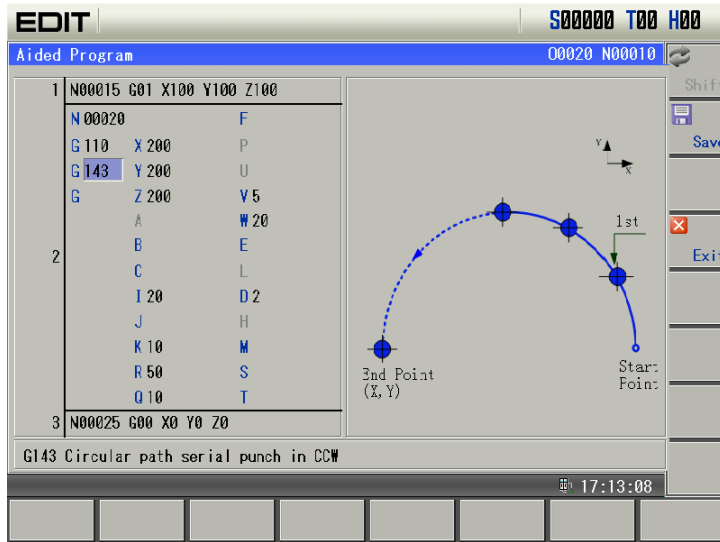 EDIT S00000 T00 H00
Aided Program O0020 N00010
Shif
Sav
Exi
1 N00015 G01 X100 Y100 Z100
N 00020 F
G 110 X 200 P
G 143 Y 200 U
G Z 200 V 5
A W 20
B E
2
C L
I 20 D 2
J H
K 10 M
R 50 S
Q 10 T
3 N00025 G00 X0 Y0 Z0
Y
X
1st
Start
Point
End Point
(X, Y)
G143 Circular path serial punch in CCW
17:13:08